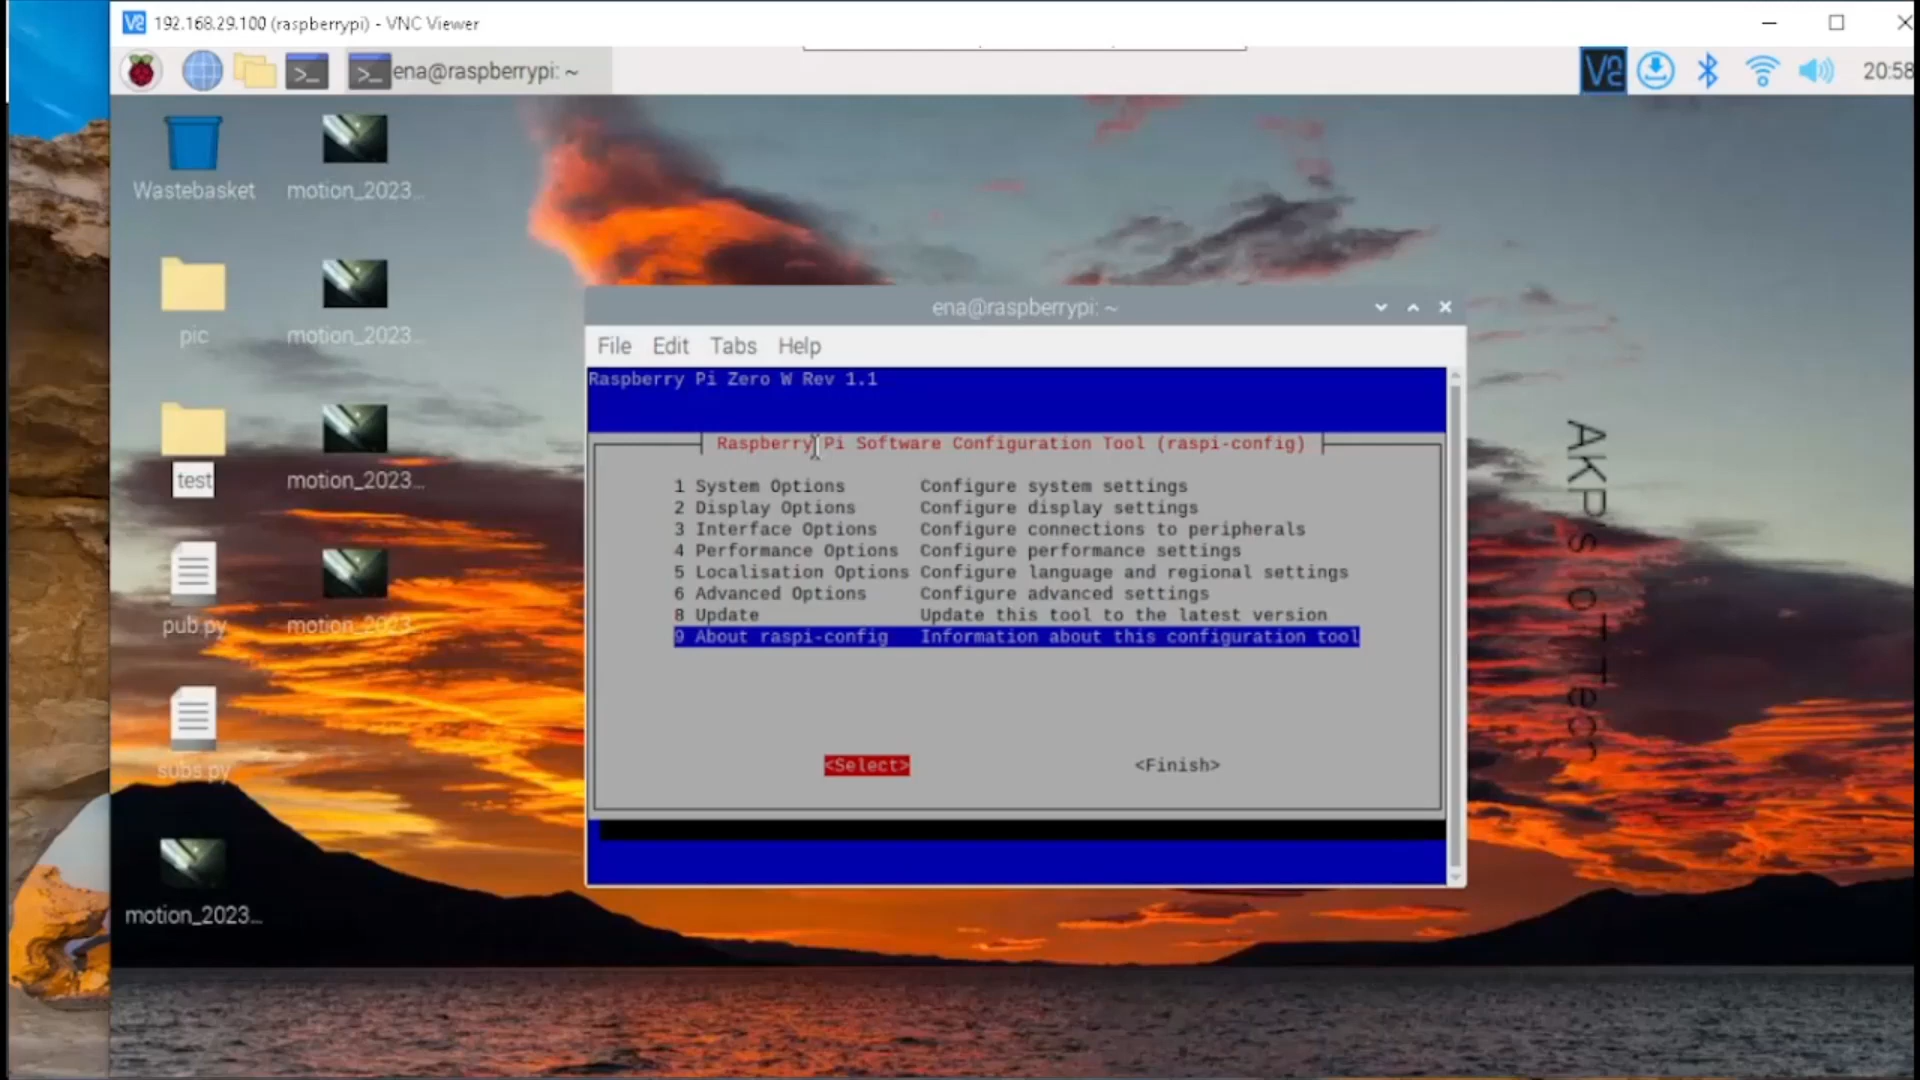 192.168.29.100 (raspberrypi) - VNC Viewer
ena@raspberrypi: ~
20:58
Wastebasket
motion_2023...
pic
motion_2023...
test
motion_2023...
pub.py
motion_2023...
subs.py
motion_2023...
ena@raspberrypi: ~
File Edit Tabs Help
Raspberry Pi Zero W Rev 1.1
Raspberry Pi Software Configuration Tool (raspi-config)
1 System Options Configure system settings
2 Display Options Configure display settings
3 Interface Options Configure connections to peripherals
4 Performance Options Configure performance settings
5 Localisation Options Configure language and regional settings
6 Advanced Options Configure advanced settings
8 Update Update this tool to the latest version
9 About raspi-config Information about this configuration tool
<Select> <Finish>